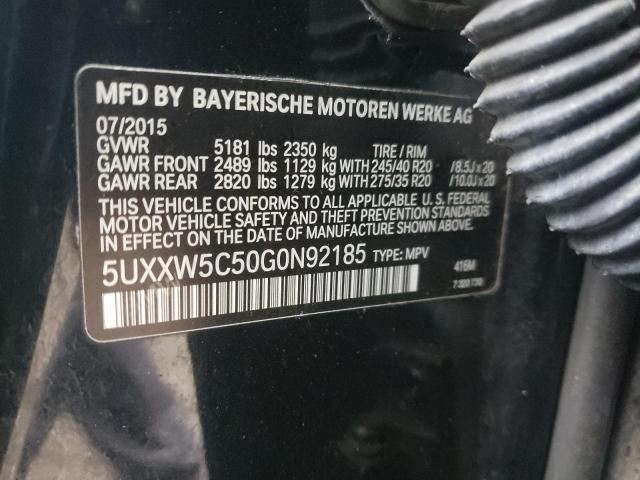 MFD BY BAYERISCHE MOTOREN WERKE AG
07/2015
GVWR 5181 lbs 2350 kg TIRE / RIM
GAWR FRONT 2489 lbs 1129 kg WITH 245/40 R20 /8.5J x 20
GAWR REAR 2820 lbs 1279 kg WITH 275/35 R20 /10.0J x 20
THIS VEHICLE CONFORMS TO ALL APPLICABLE U. S. FEDERAL
MOTOR VEHICLE SAFETY AND THEFT PREVENTION STANDARDS
IN EFFECT ON THE DATE OF MANUFACTURE SHOWN ABOVE.
5UXXW5C50G0N92185 TYPE: MPV 416M